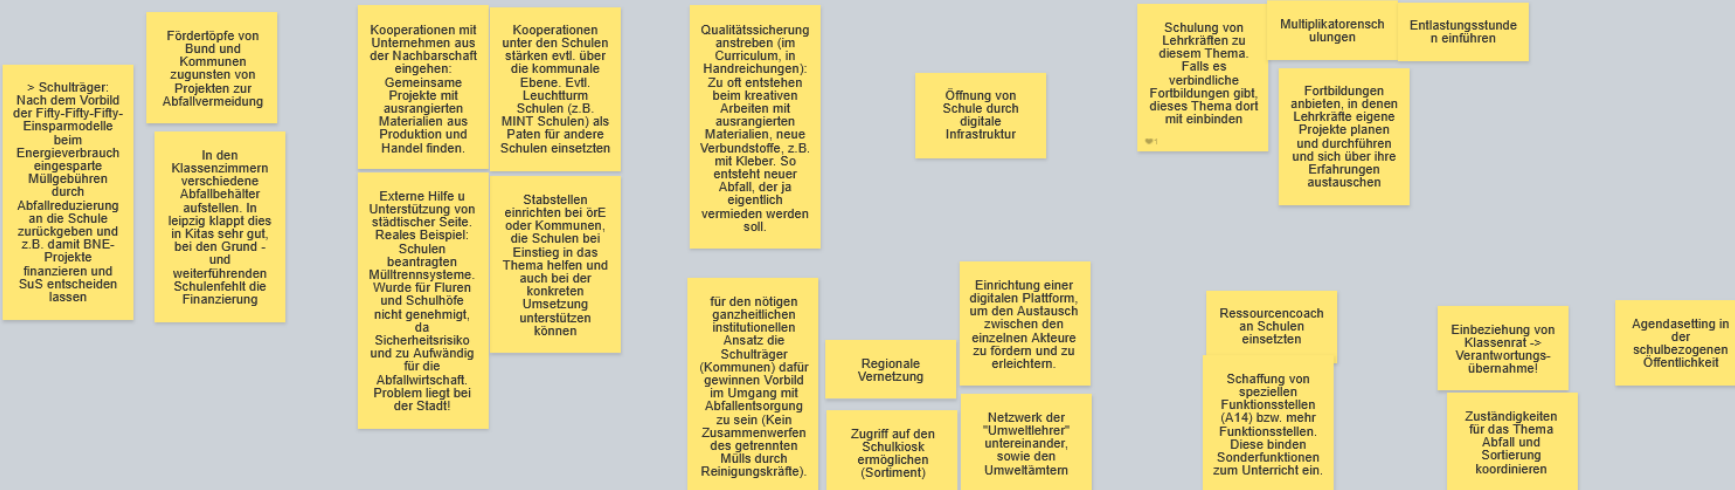 > Schulträger:
Nach dem Vorbild
der Fifty-Fifty-Fifty-
Einsparmodelle
beim
Energieverbrauch
eingesparte
Müllgebühren
durch
Abfallreduzierung
an die Schule
zurückgeben und
z.B. damit BNE-
Projekte
finanzieren und
SuS entscheiden
lassen
Fördertöpfe von
Bund und
Kommunen
zugunsten von
Projekten zur
Abfallvermeidung
In den
Klassenzimmern
verschiedene
Abfallbehälter
aufstellen. In
leipzig klappt dies
in Kitas sehr gut,
bei den Grund -
und
weiterführenden
Schulenfehlt die
Finanzierung
Kooperationen mit
Unternehmen aus
der Nachbarschaft
eingehen:
Gemeinsame
Projekte mit
ausrangierten
Materialien aus
Produktion und
Handel finden.
Kooperationen
unter den Schulen
stärken evtl. über
die kommunale
Ebene. Evtl.
Leuchtturm
Schulen (z.B.
MINT Schulen) als
Paten für andere
Schulen einsetzten
Externe Hilfe u
Unterstützung von
städtischer Seite.
Reales Beispiel:
Schulen
beantragten
Mülltrennsysteme.
Wurde für Fluren
und Schulhöfe
nicht genehmigt,
da
Sicherheitsrisiko
und zu Aufwändig
für die
Abfallwirtschaft.
Problem liegt bei
der Stadt!
Stabstellen
einrichten bei örE
oder Kommunen,
die Schulen bei
Einstieg in das
Thema helfen und
auch bei der
konkreten
Umsetzung
unterstützen
können
Qualitätssicherung
anstreben (im
Curriculum, in
Handreichungen):
Zu oft entstehen
beim kreativen
Arbeiten mit
ausrangierten
Materialien, neue
Verbundstoffe, z.B.
mit Kleber. So
entsteht neuer
Abfall, der ja
eigentlich
vermieden werden
soll.
für den nötigen
ganzheitlichen
institutionellen
Ansatz die
Schulträger
(Kommunen) dafür
gewinnen Vorbild
im Umgang mit
Abfallentsorgung
zu sein (Kein
Zusammenwerfen
des getrennten
Mülls durch
Reinigungskräfte).
Öffnung von
Schule durch
digitale
Infrastruktur
Regionale
Vernetzung
Zugriff auf den
Schulkiosk
ermöglichen
(Sortiment)
Einrichtung einer
digitalen Plattform,
um den Austausch
zwischen den
einzelnen Akteure
zu fördern und zu
erleichtern.
Netzwerk der
"Umweltlehrer"
untereinander,
sowie den
Umweltämtern
Schulung von
Lehrkräften zu
diesem Thema.
Falls es
verbindliche
Fortbildungen gibt,
dieses Thema dort
mit einbinden
♥1
Multiplikatorensch
ulungen
Entlastungsstunde
n einführen
Fortbildungen
anbieten, in denen
Lehrkräfte eigene
Projekte planen
und durchführen
und sich über ihre
Erfahrungen
austauschen
Ressourcencoach
an Schulen
einsetzten
Schaffung von
speziellen
Funktionsstellen
(A14) bzw. mehr
Funktionsstellen.
Diese binden
Sonderfunktionen
zum Unterricht ein.
Einbeziehung von
Klassenrat ->
Verantwortungs-
übernahme!
Zuständigkeiten
für das Thema
Abfall und
Sortierung
koordinieren
Agendasetting in
der
schulbezogenen
Öffentlichkeit